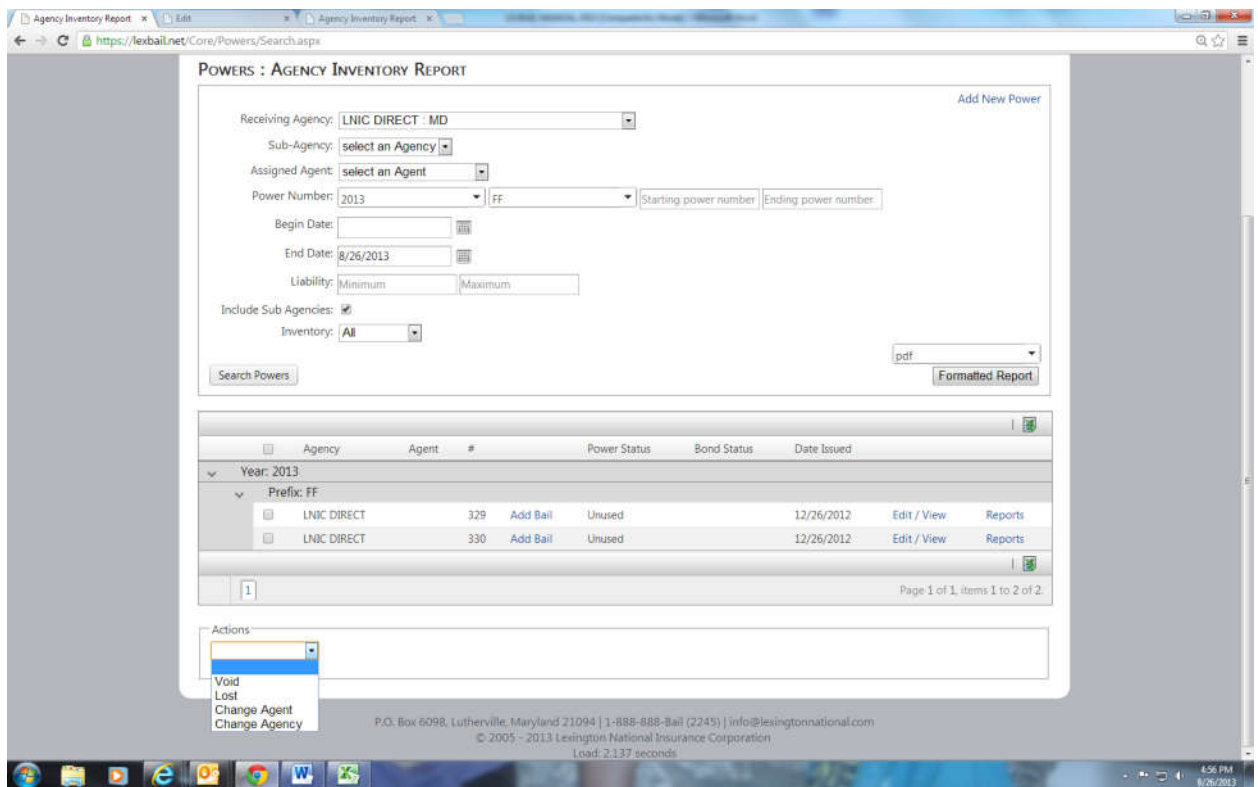 Agency Inventory Report
Edit
Agency Inventory Report
https://lexbail.net/Core/Powers/Search.aspx
POWERS : AGENCY INVENTORY REPORT
Add New Power
Receiving Agency: LNIC DIRECT : MD
Sub-Agency: select an Agency
Assigned Agent: select an Agent
Power Number: 2013 FF Starting power number Ending power number
Begin Date:
End Date: 8/26/2013
Liability: Minimum Maximum
Include Sub Agencies:
Inventory: All
pdf
Search Powers Formatted Report
Agency Agent # Power Status Bond Status Date Issued
Year: 2013
Prefix: FF
LNIC DIRECT 329 Add Bail Unused 12/26/2012 Edit / View Reports
LNIC DIRECT 330 Add Bail Unused 12/26/2012 Edit / View Reports
1 Page 1 of 1, items 1 to 2 of 2.
Actions
Void
Lost
Change Agent
Change Agency
P.O. Box 6098, Lutherville, Maryland 21094 | 1-888-888-Bail (2245) | info@lexingtonnational.com
© 2005 - 2013 Lexington National Insurance Corporation
Load: 2.137 seconds
4:56 PM
8/26/2013